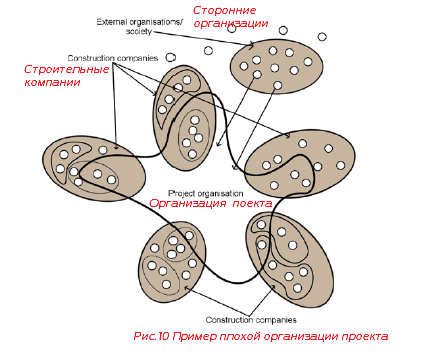 Сторонние
организации
External organisations/
society
Construction companies
Строительные
компании
Project organisation
Организация поекта
Construction companies
Рис.10 Пример плохой организации проекта